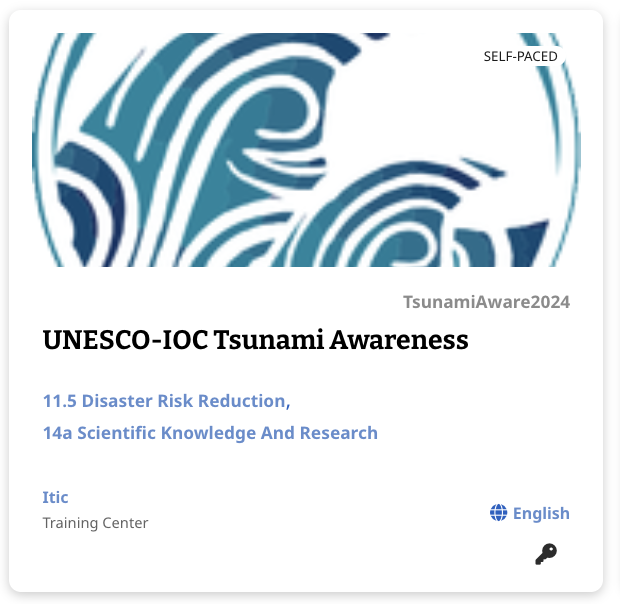 SELF-PACED
TsunamiAware2024
UNESCO-IOC Tsunami Awareness
11.5 Disaster Risk Reduction,
14a Scientific Knowledge And Research
Itic
Training Center
English